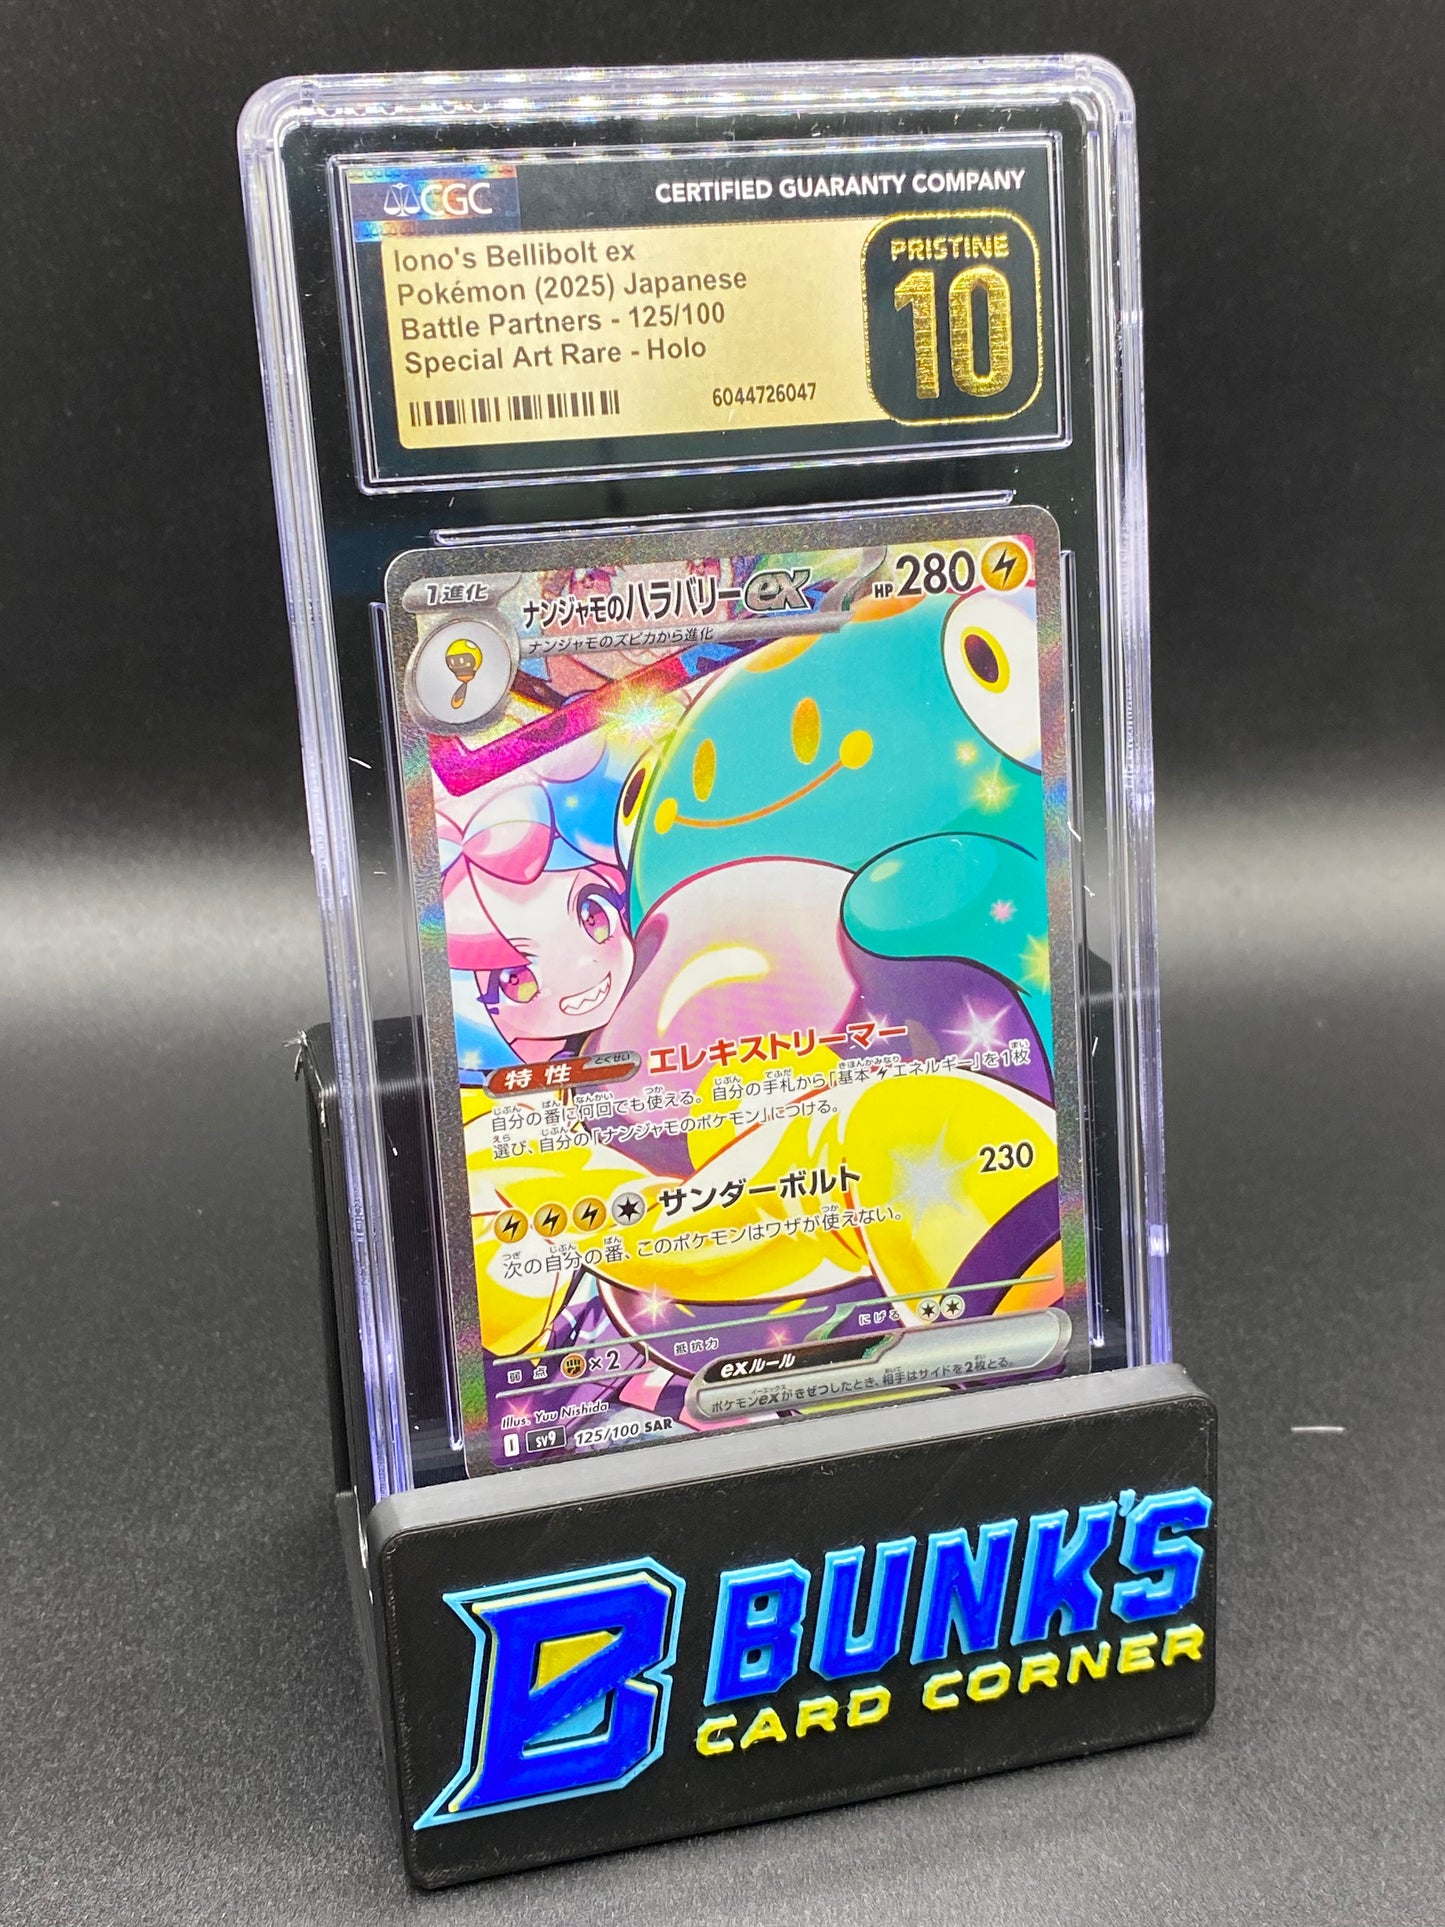 CGC
CERTIFIED GUARANTY COMPANY
Iono's Bellibolt ex
Pokémon (2025) Japanese
Battle Partners - 125/100
Special Art Rare - Holo
6044726047
PRISTINE
10
1進化
ナンジャモのハラバリーex
HP280
ナンジャモのズピカから進化
特性
とくせい
エレキストリーマー
自分の番に何回でも使える。自分の手札から「基本エネルギー」を1枚
選び、自分の「ナンジャモのポケモン」につける。
サンダーボルト
230
次の自分の番、このポケモンはワザが使えない。
弱点
×2
抵抗力
にげる
exルール
ポケモンexがきぜつしたとき、相手はサイドを2枚とる。
Illus. Yuu Nishida
I sv9 125/100 SAR
B
BUNK'S
CARD CORNER